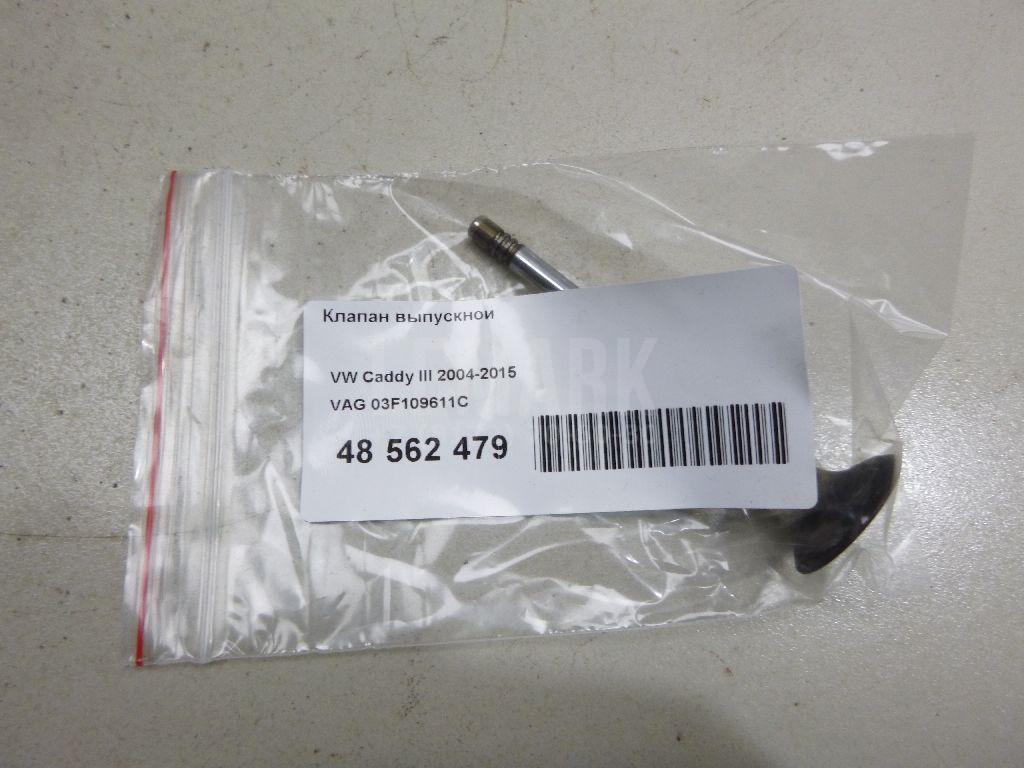 Клапан выпускной
VW Caddy III 2004-2015
VAG 03F109611C
48 562 479